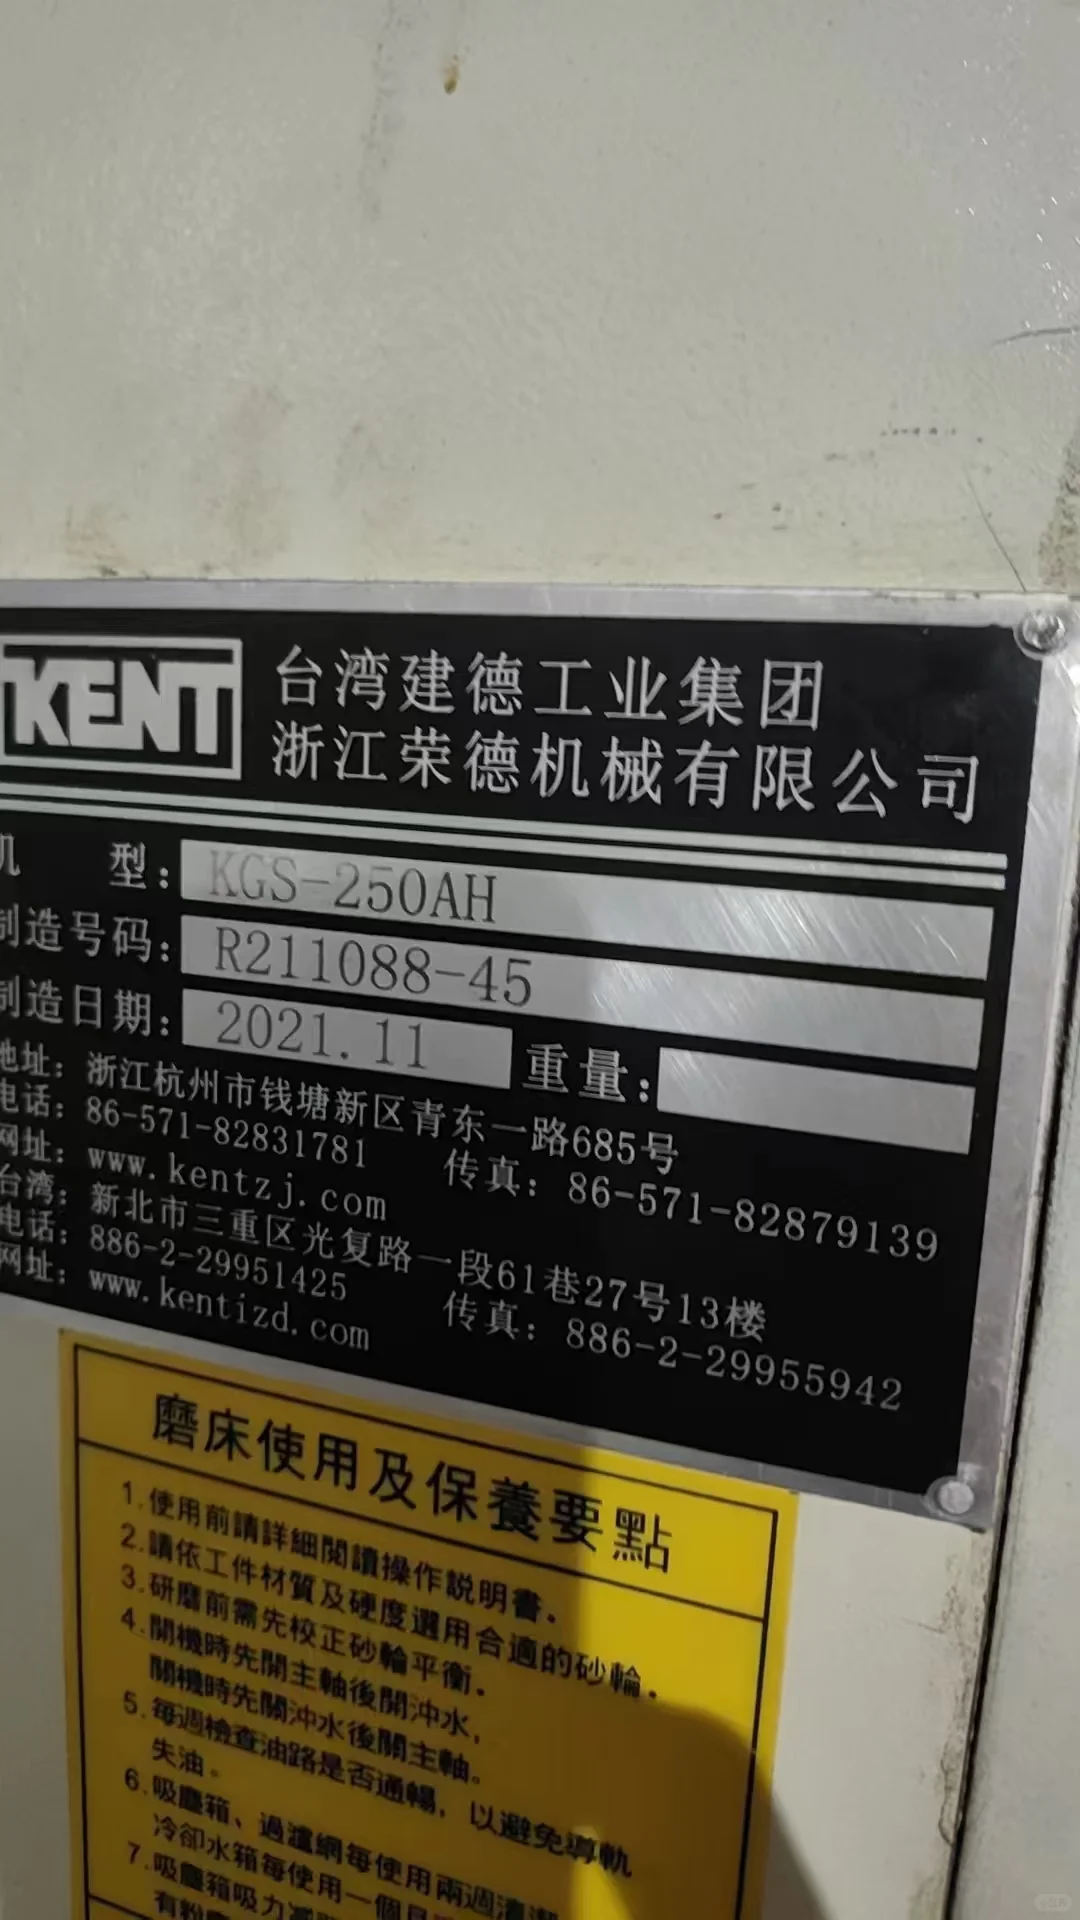 KENT
台湾建德工业集团
浙江荣德机械有限公司
机 型: KGS-250AH
制造号码: R211088-45
制造日期: 2021.11 重量:
地址: 浙江杭州市钱塘新区青东一路685号
电话: 86-571-82831781 传真: 86-571-82879139
网址: www.kentzj.com
台湾: 新北市三重区光复路一段61巷27号13楼
电话: 886-2-29951425 传真: 886-2-29955942
网址: www.kentizd.com
磨床使用及保養要點
1.使用前請詳細閱讀操作説明書.
2.請依工件材質及硬度選用合適的砂輪.
3.研磨前需先校正砂輪平衡.
4.開機時先開主軸後開沖水,
關機時先關沖水後關主軸。
5.每週檢查油路是否通暢, 以避免導軌
失油。
6.吸塵箱、過濾網每使用兩週清潔
冷卻水箱每使用一個月
7.吸塵箱吸力减
有粉